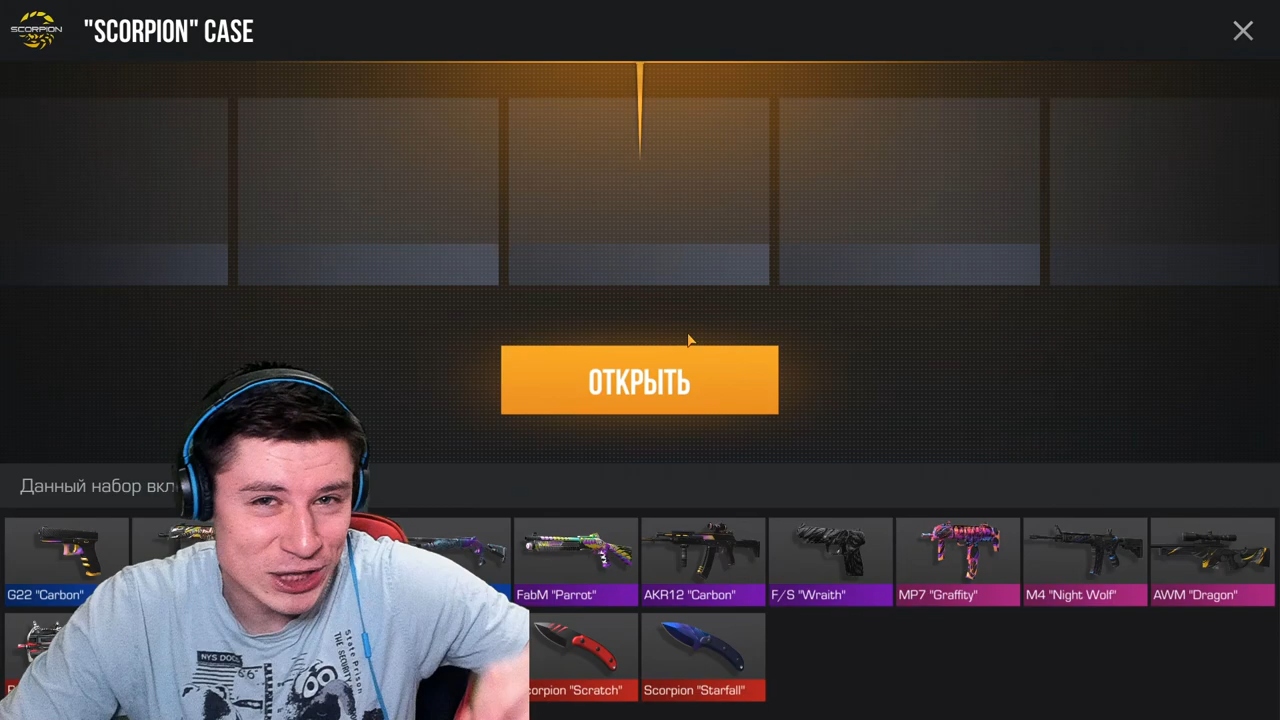 SCORPION
"SCORPION" CASE
ОТКРЫТЬ
Данный набор вкл
G22 "Carbon"
FabM "Parrot"
AKR12 "Carbon"
F/S "Wraith"
MP7 "Graffity"
M4 "Night Wolf"
AWM "Dragon"
corpion "Scratch"
Scorpion "Starfall"
NYS DOC
State Prison